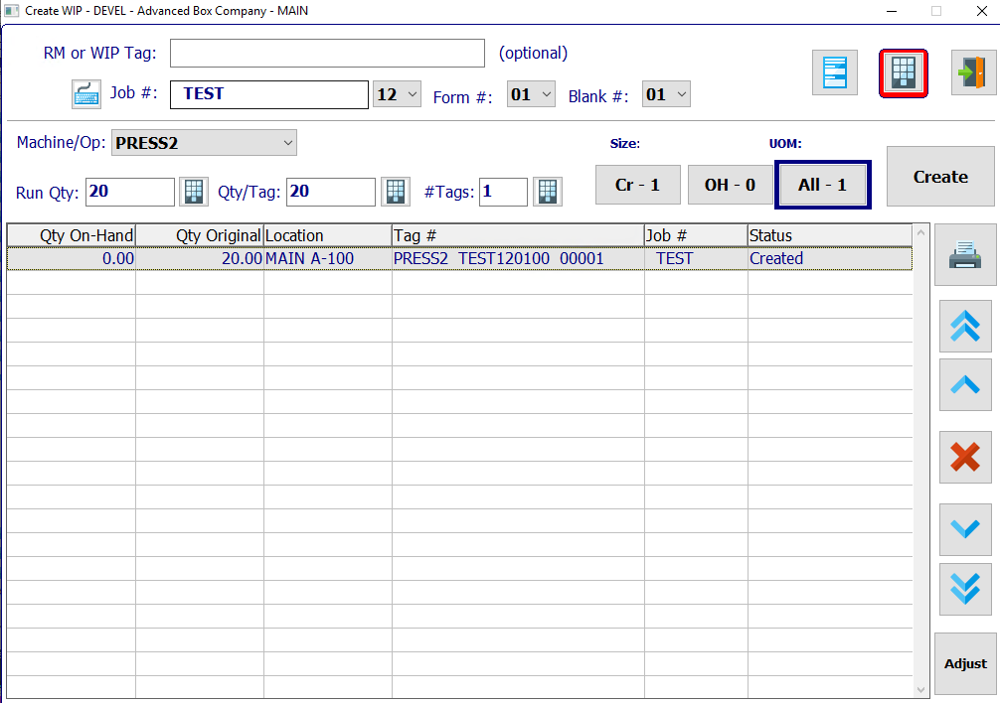 Create WIP - DEVEL - Advanced Box Company - MAIN
RM or WIP Tag: (optional)
Job #: TEST 12 Form #: 01 Blank #: 01
Machine/Op: PRESS2 Size: UOM:
Run Qty: 20 Qty/Tag: 20 #Tags: 1 Cr - 1 OH - 0 All - 1 Create
Qty On-Hand Qty Original Location Tag # Job # Status
0.00 20.00 MAIN A-100 PRESS2 TEST120100 00001 TEST Created
Adjust